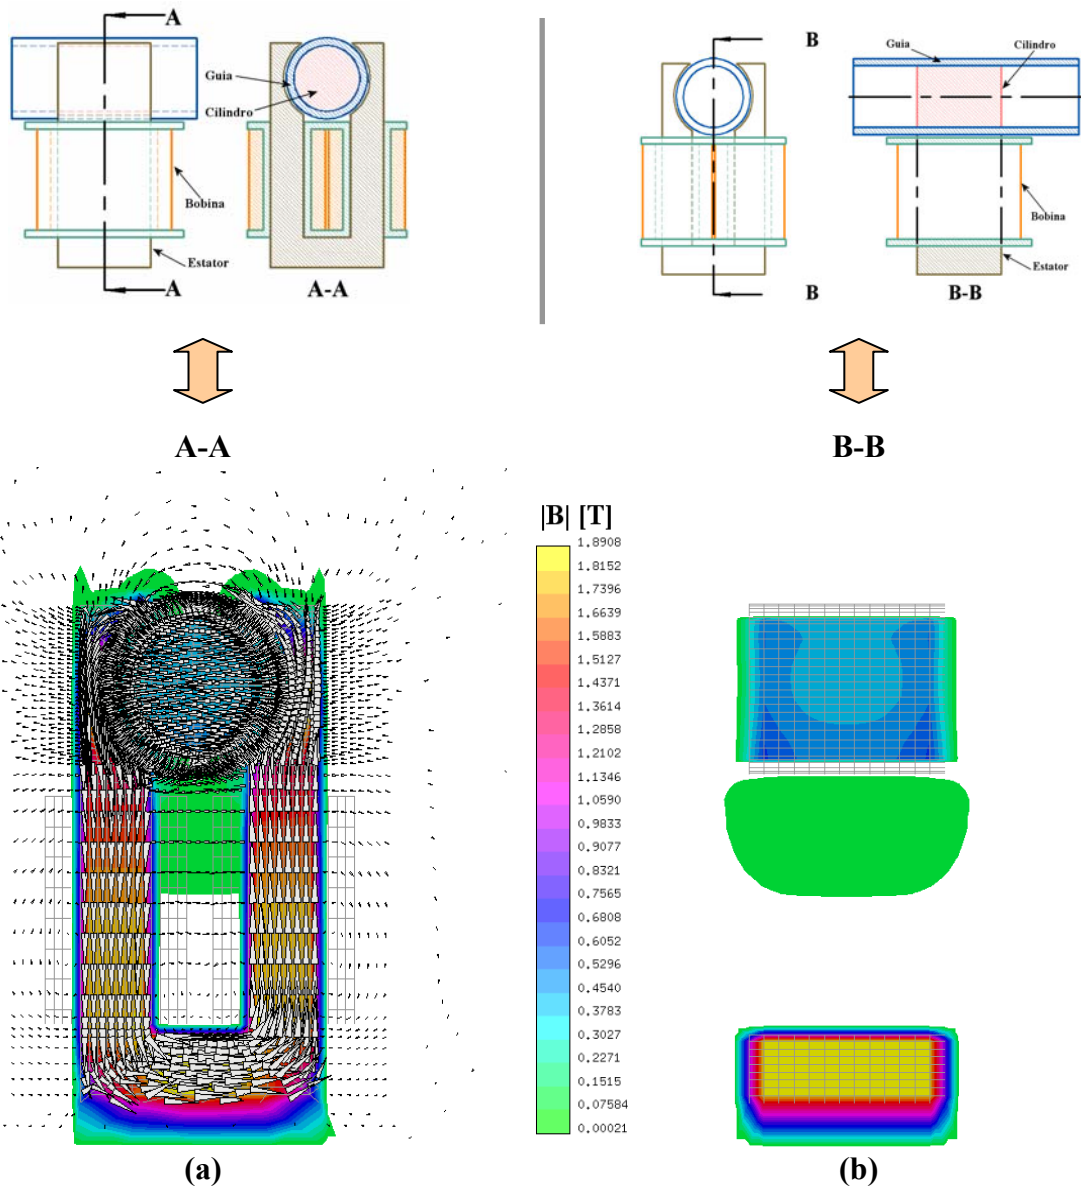 A
Guia
Cilindro
Bobina
Estator
A
A-A
B
Guia
Cilindro
Bobina
Estator
B
B-B
A-A
B-B
|B| [T]
1.8908
1.8152
1.7396
1.6639
1.5883
1.5127
1.4371
1.3614
1.2858
1.2102
1.1346
1.0590
0.9833
0.9077
0.8321
0.7565
0.6808
0.6052
0.5296
0.4540
0.3783
0.3027
0.2271
0.1515
0.07584
0.00021
(a)
(b)